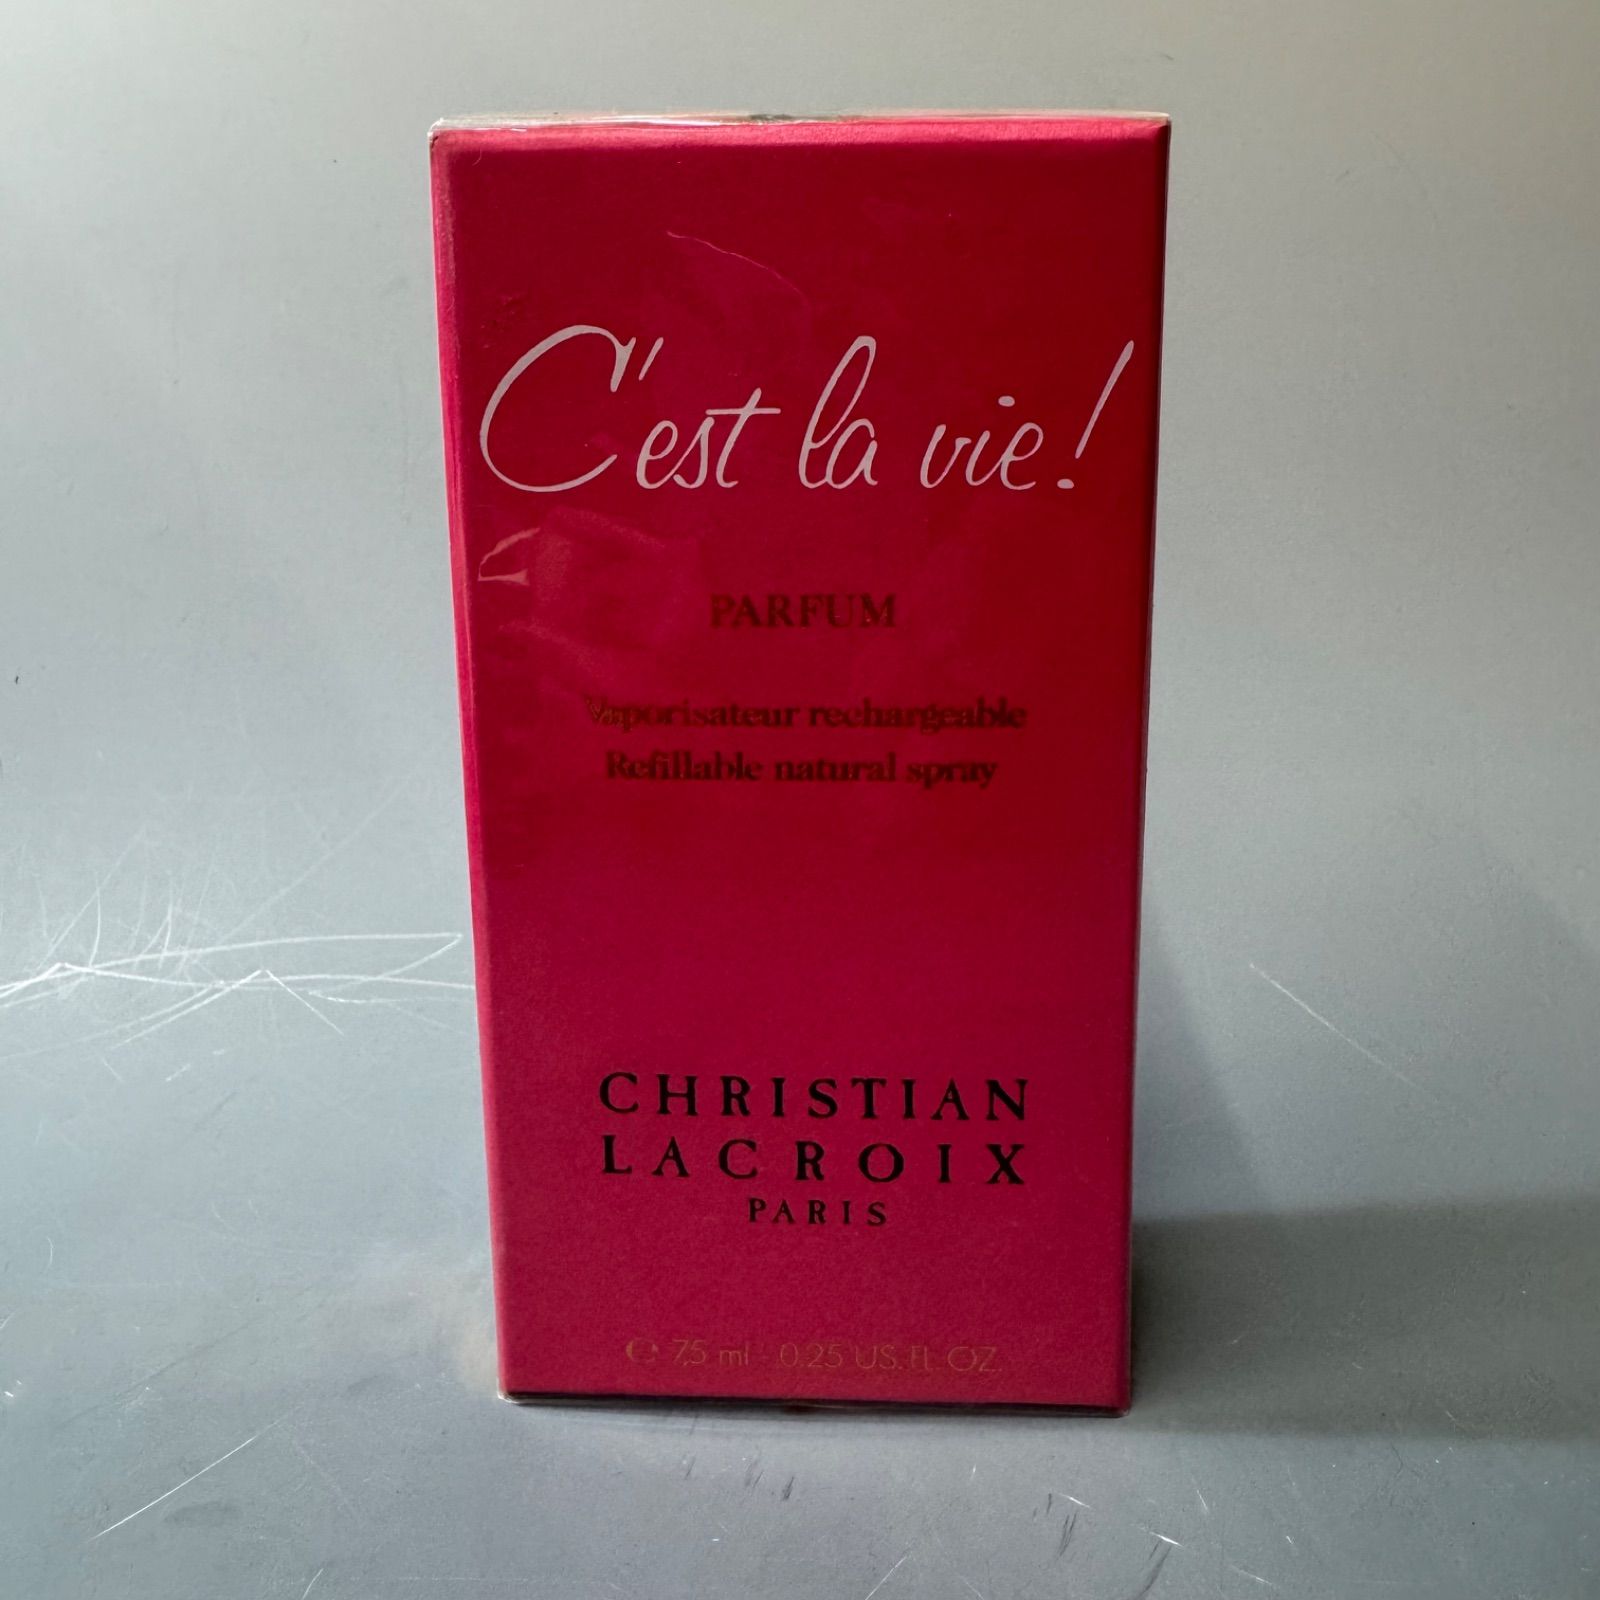 C'est la vie!
PARFUM
Vaporisateur rechargeable
Refillable natural spray
CHRISTIAN
LACROIX
PARIS
℮ 7,5 ml - 0.25 US. FL. OZ.